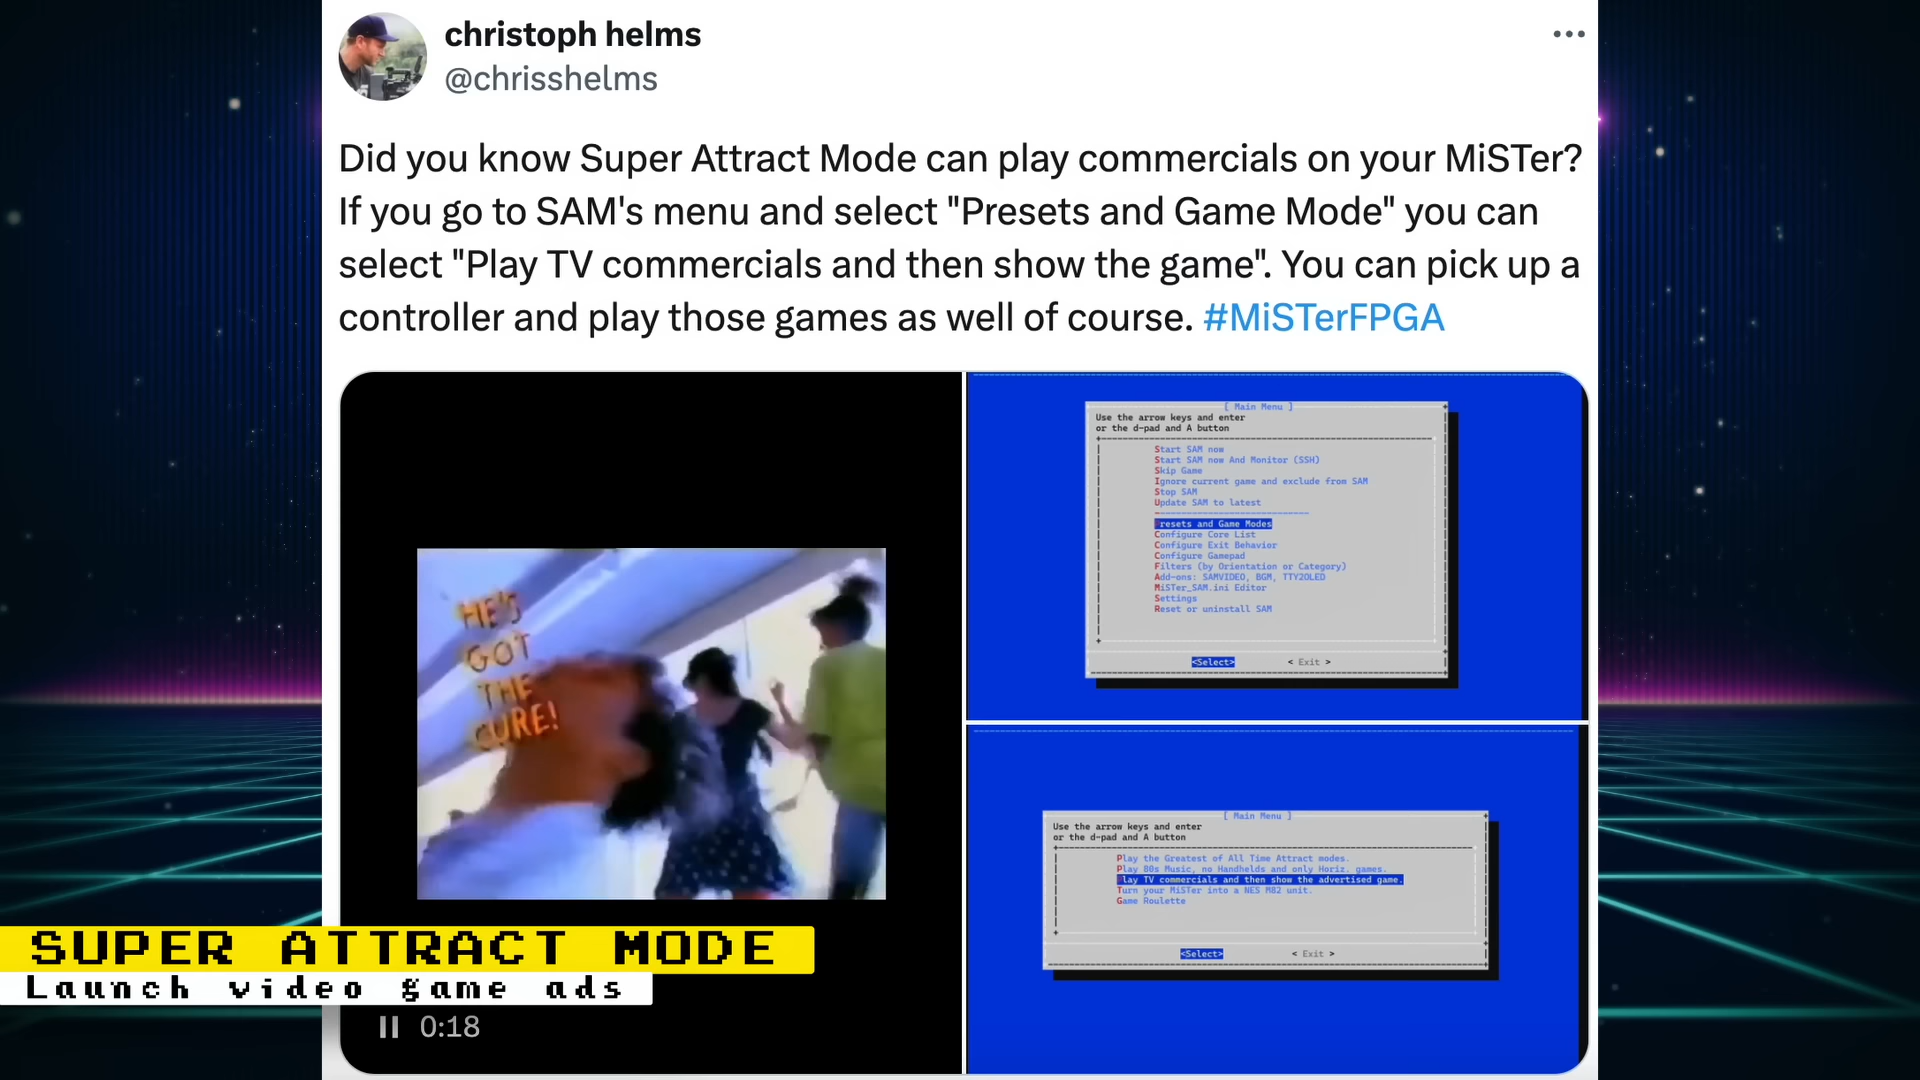 christoph helms
@chrisshelms
Did you know Super Attract Mode can play commercials on your MiSTer?
If you go to SAM's menu and select "Presets and Game Mode" you can
select "Play TV commercials and then show the game". You can pick up a
controller and play those games as well of course. #MiSTerFPGA
HE'S
GOT
THE
CURE!
[ Main Menu ]
Use the arrow keys and enter
or the d-pad and A button
Start SAM now
Start SAM now And Monitor (SSH)
Skip Game
Ignore current game and exclude from SAM
Stop SAM
Update SAM to latest
Presets and Game Modes
Configure Core List
Configure Exit Behavior
Configure Gamepad
Filters (by Orientation or Category)
Add-ons: SAMVIDEO, BGM, TTY2OLED
MiSTer_SAM.ini Editor
Settings
Reset or uninstall SAM
<Select> < Exit >
[ Main Menu ]
Use the arrow keys and enter
or the d-pad and A button
Play the Greatest of All Time Attract modes.
Play 80s Music, no Handhelds and only Horiz. games.
Play TV commercials and then show the advertised game.
Turn your MiSTer into a NES M82 unit.
Game Roulette
<Select> < Exit >
SUPER ATTRACT MODE
Launch video game ads
0:18